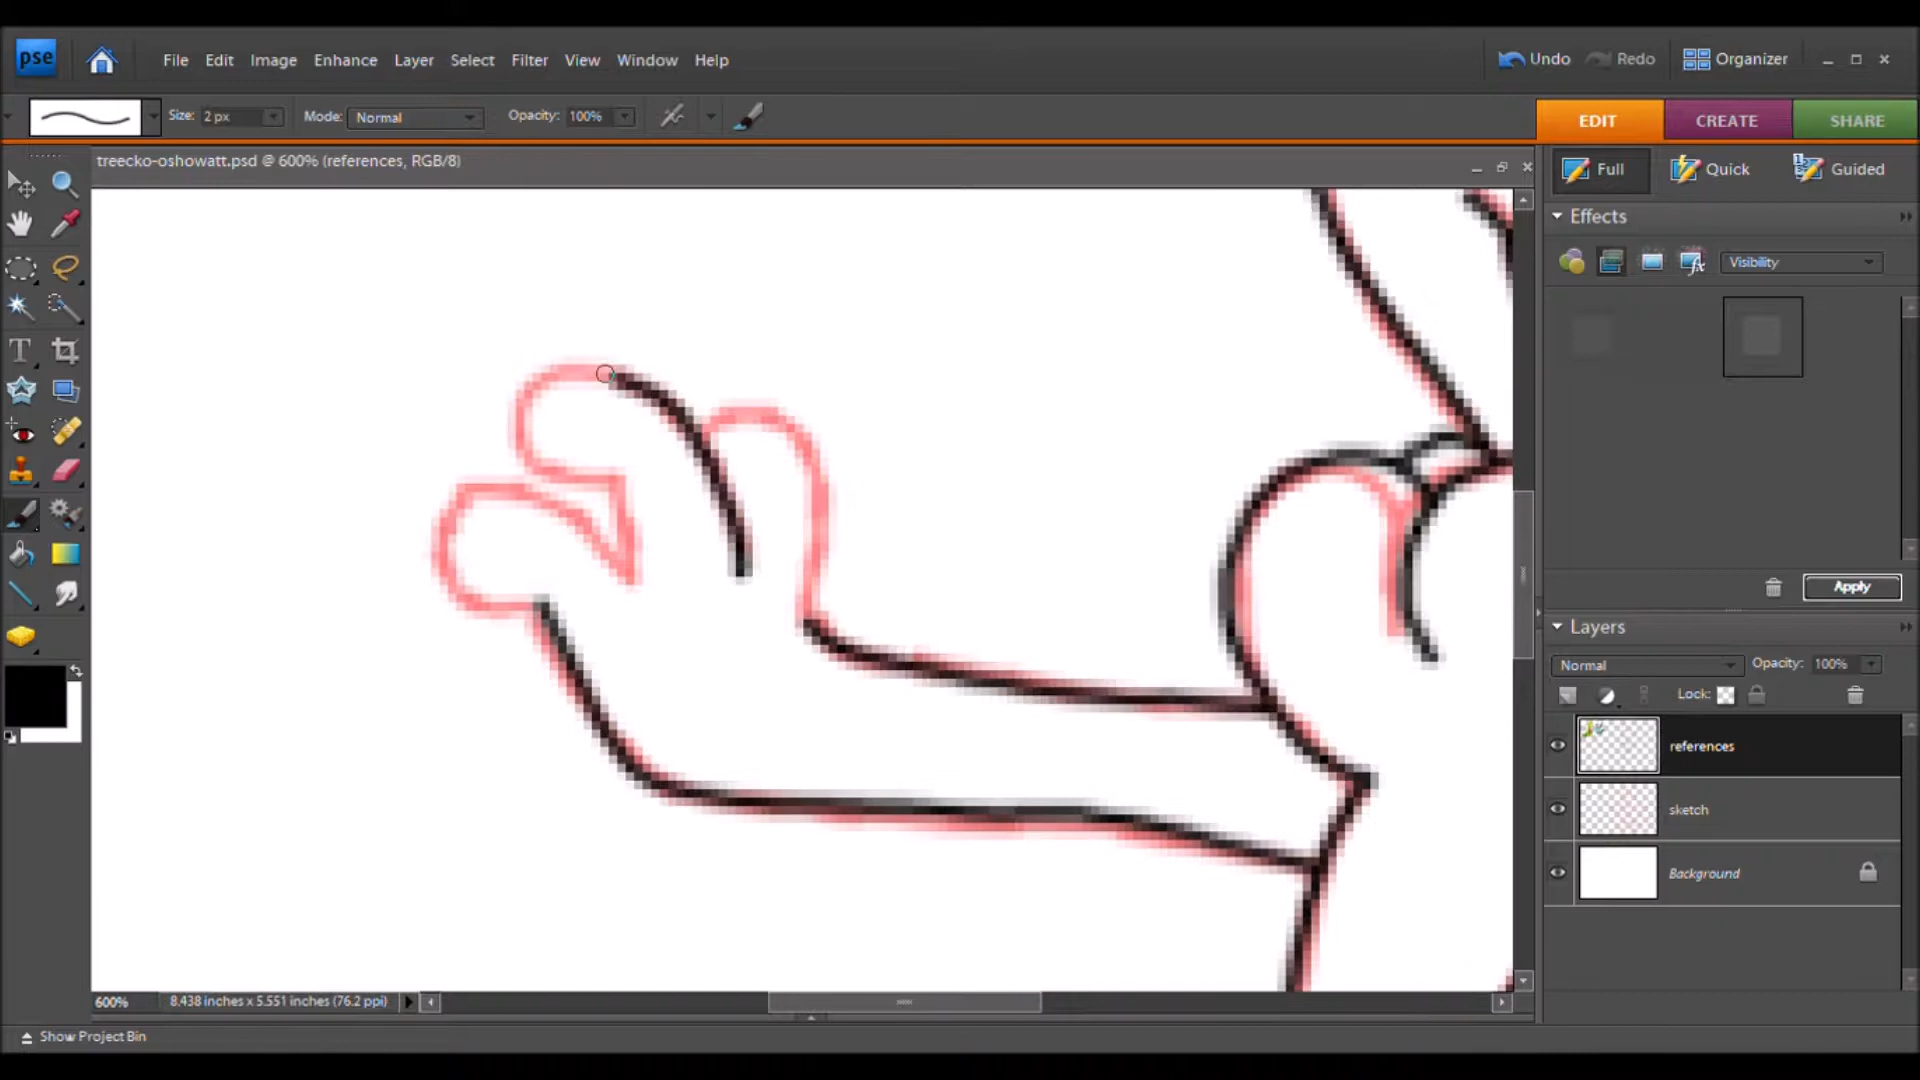 pse File Edit Image Enhance Layer Select Filter View Window Help Undo Redo Organizer
Size: 2 px Mode: Normal Opacity: 100% EDIT CREATE SHARE
treecko-oshowatt.psd @ 600% (references, RGB/8)
Full Quick Guided
Effects
Visibility
Apply
Layers
Normal Opacity: 100%
Lock:
references
sketch
Background
600% 8.438 inches x 5.551 inches (76.2 ppi)
Show Project Bin